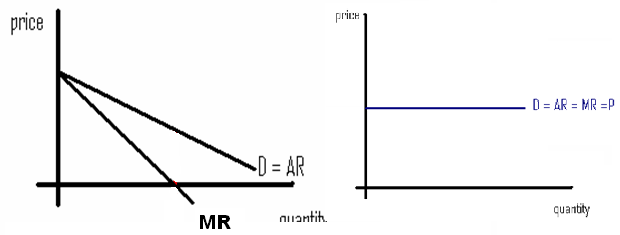 price
D = AR
MR
price
D = AR = MR =P
quantity